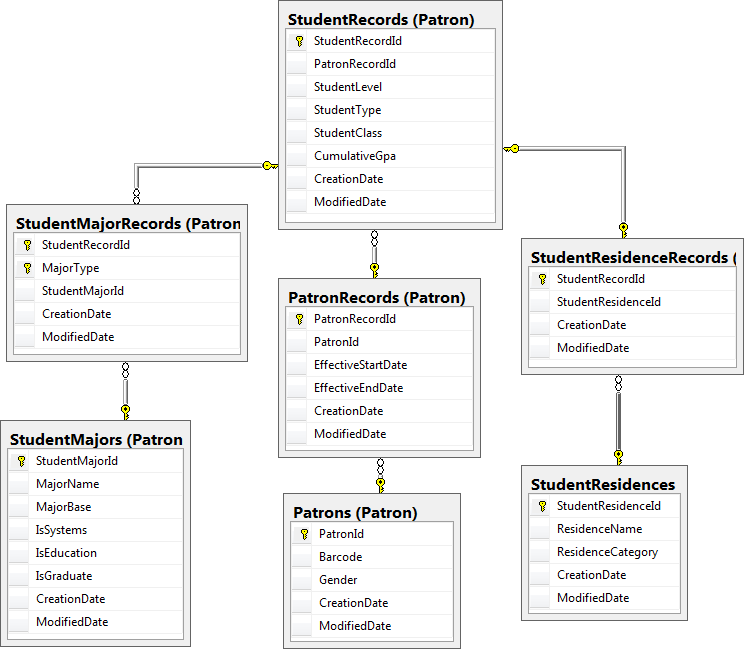 StudentRecords (Patron)
StudentRecordId
PatronRecordId
StudentLevel
StudentType
StudentClass
CumulativeGpa
CreationDate
ModifiedDate
StudentMajorRecords (Patron
StudentRecordId
MajorType
StudentMajorId
CreationDate
ModifiedDate
StudentResidenceRecords (
StudentRecordId
StudentResidenceId
CreationDate
ModifiedDate
PatronRecords (Patron)
PatronRecordId
PatronId
EffectiveStartDate
EffectiveEndDate
CreationDate
ModifiedDate
StudentMajors (Patron
StudentMajorId
MajorName
MajorBase
IsSystems
IsEducation
IsGraduate
CreationDate
ModifiedDate
Patrons (Patron)
PatronId
Barcode
Gender
CreationDate
ModifiedDate
StudentResidences
StudentResidenceId
ResidenceName
ResidenceCategory
CreationDate
ModifiedDate